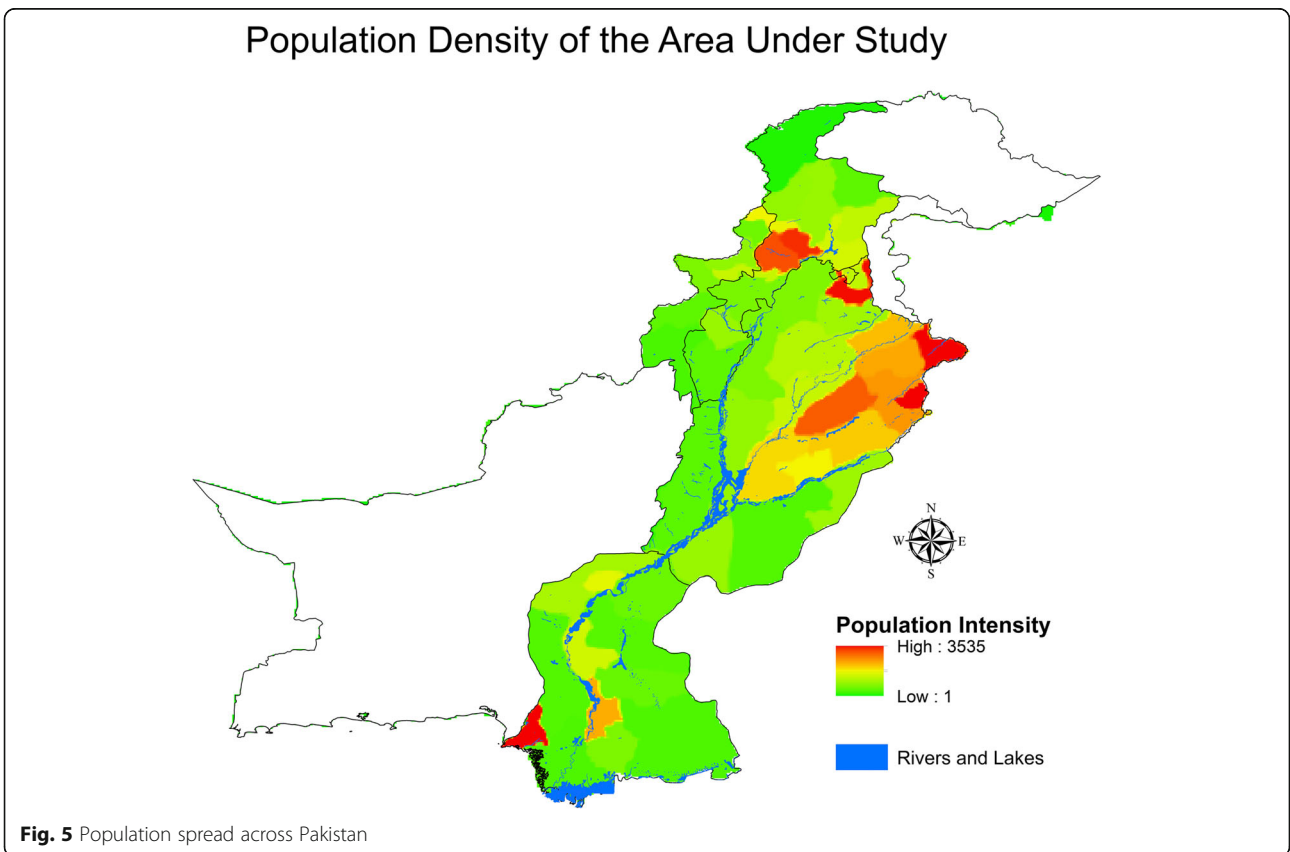 Population Density of the Area Under Study
N
W E
S
Population Intensity
High : 3535
Low : 1
Rivers and Lakes
Fig. 5 Population spread across Pakistan